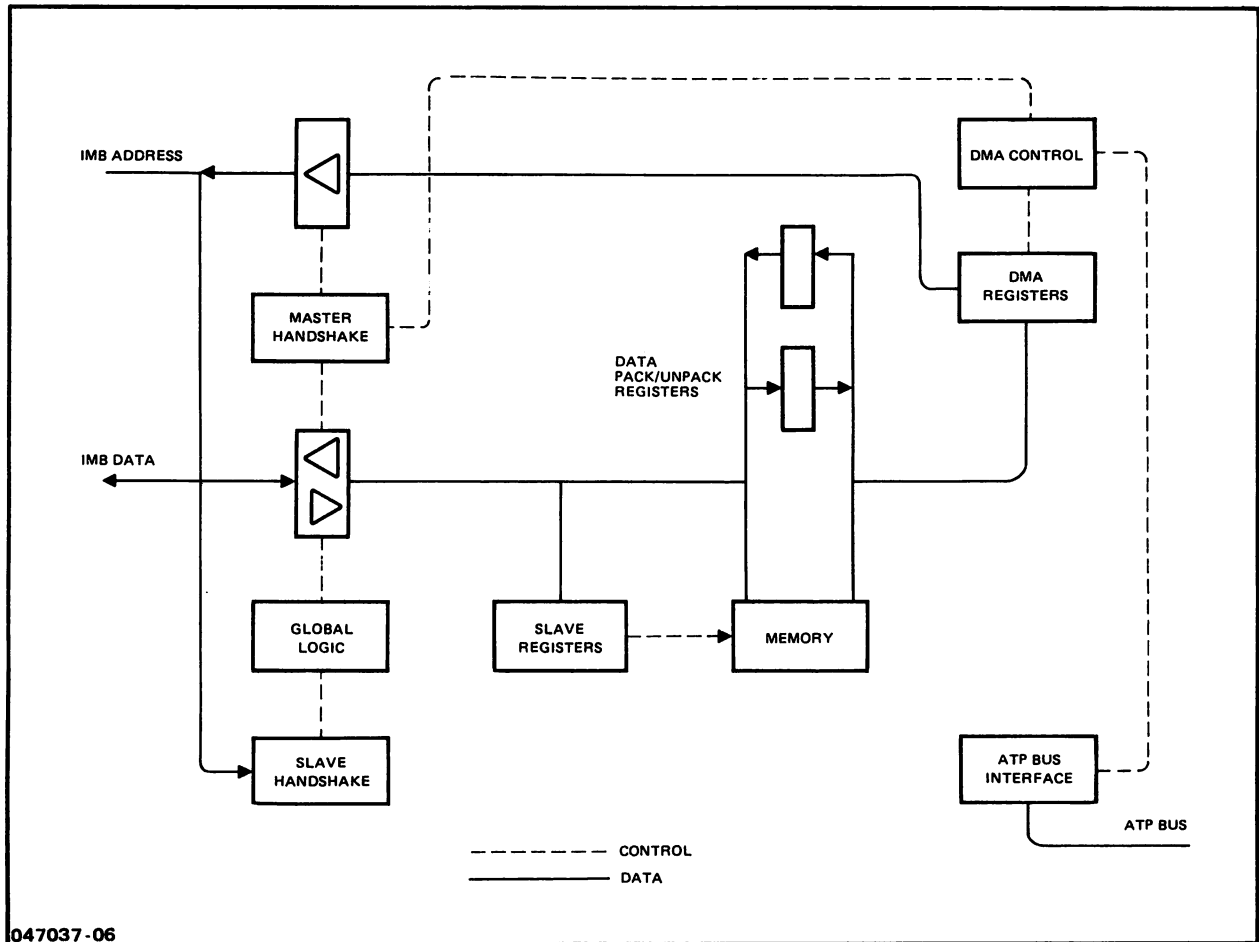 IMB ADDRESS
DMA CONTROL
MASTER
HANDSHAKE
DMA
REGISTERS
DATA
PACK/UNPACK
REGISTERS
IMB DATA
GLOBAL
LOGIC
SLAVE
REGISTERS
MEMORY
SLAVE
HANDSHAKE
ATP BUS
INTERFACE
ATP BUS
CONTROL
DATA
047037-06